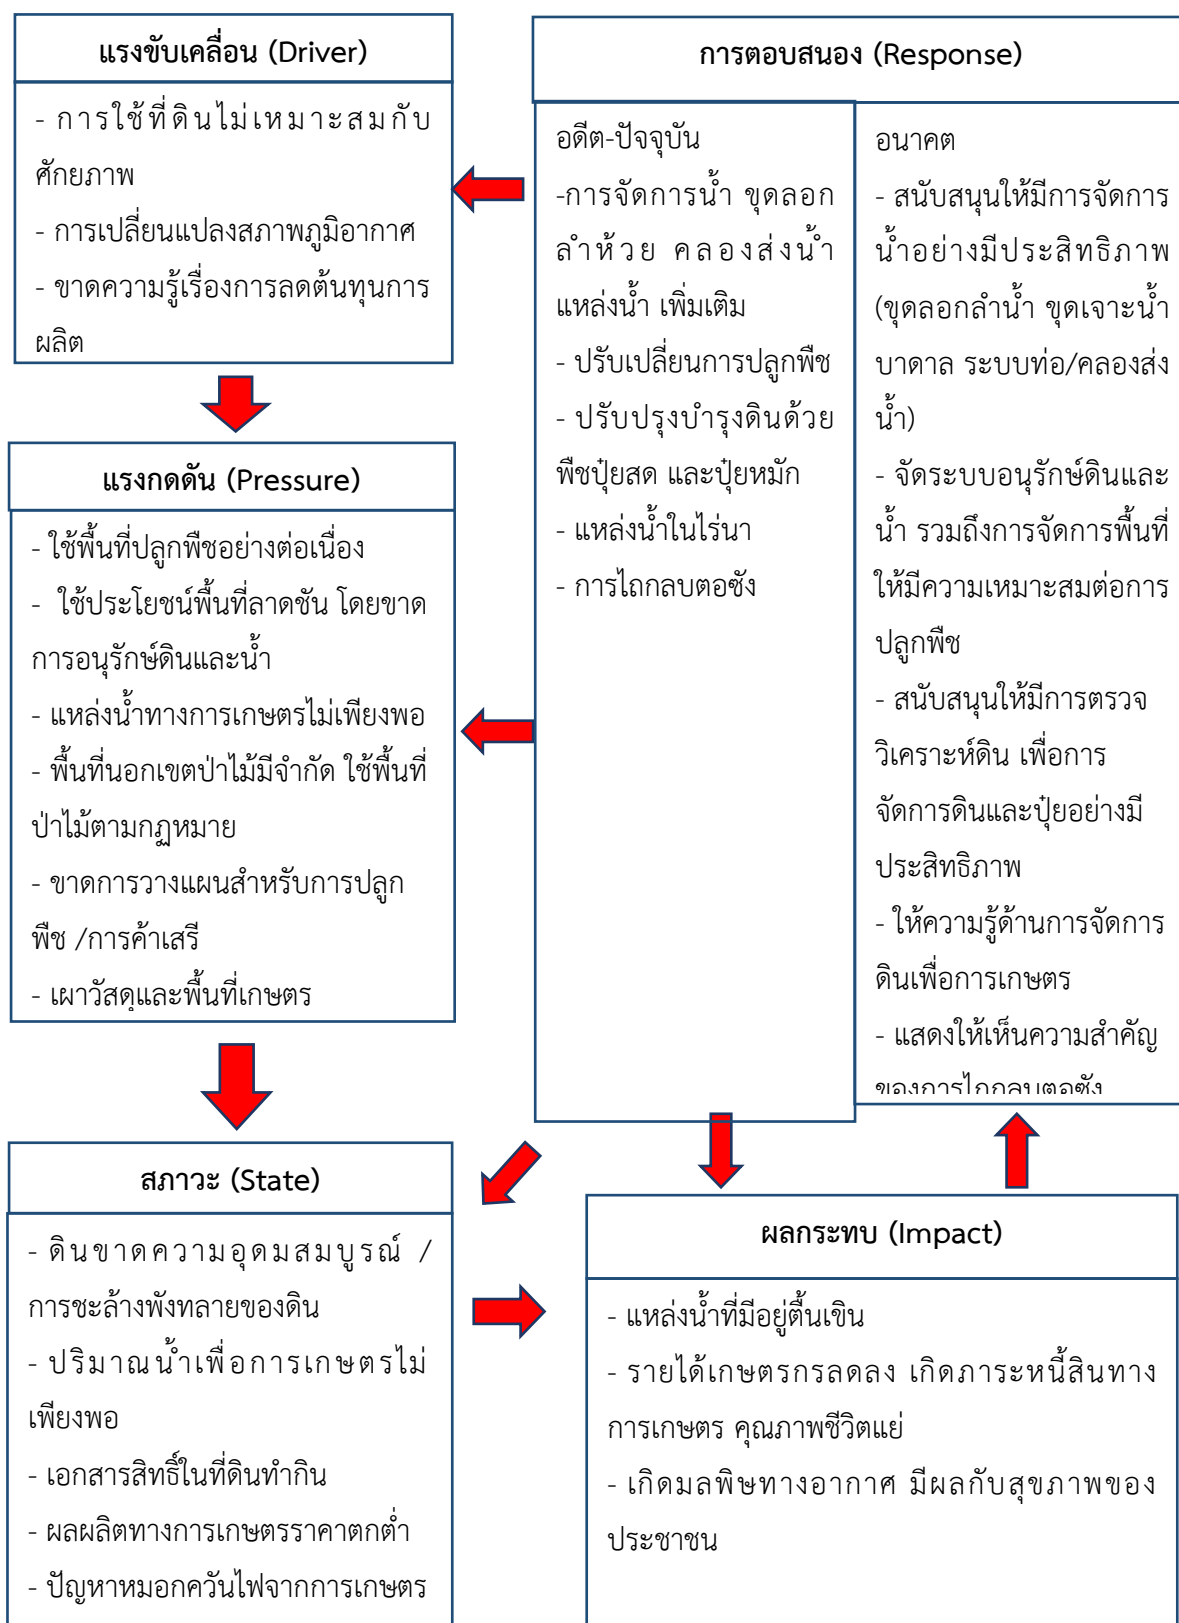 แรงขับเคลื่อน (Driver)
- การใช้ที่ดินไม่เหมาะสมกับ
ศักยภาพ
- การเปลี่ยนแปลงสภาพภูมิอากาศ
- ขาดความรู้เรื่องการลดต้นทุนการ
ผลิต
แรงกดดัน (Pressure)
- ใช้พื้นที่ปลูกพืชอย่างต่อเนื่อง
- ใช้ประโยชน์พื้นที่ลาดชัน โดยขาด
การอนุรักษ์ดินและน้ำ
- แหล่งน้ำทางการเกษตรไม่เพียงพอ
- พื้นที่นอกเขตป่าไม้มีจำกัด ใช้พื้นที่
ป่าไม้ตามกฎหมาย
- ขาดการวางแผนสำหรับการปลูก
พืช /การค้าเสรี
- เผาวัสดุและพื้นที่เกษตร
สภาวะ (State)
- ดินขาดความอุดมสมบูรณ์ /
การชะล้างพังทลายของดิน
- ปริมาณน้ำเพื่อการเกษตรไม่
เพียงพอ
- เอกสารสิทธิ์ในที่ดินทำกิน
- ผลผลิตทางการเกษตรราคาตกต่ำ
- ปัญหาหมอกควันไฟจากการเกษตร
การตอบสนอง (Response)
อดีต-ปัจจุบัน
-การจัดการน้ำ ขุดลอก
ลำห้วย คลองส่งน้ำ
แหล่งน้ำ เพิ่มเติม
- ปรับเปลี่ยนการปลูกพืช
- ปรับปรุงบำรุงดินด้วย
พืชปุ๋ยสด และปุ๋ยหมัก
- แหล่งน้ำในไร่นา
- การไถกลบตอซัง
อนาคต
- สนับสนุนให้มีการจัดการ
น้ำอย่างมีประสิทธิภาพ
(ขุดลอกลำน้ำ ขุดเจาะน้ำ
บาดาล ระบบท่อ/คลองส่ง
น้ำ)
- จัดระบบอนุรักษ์ดินและ
น้ำ รวมถึงการจัดการพื้นที่
ให้มีความเหมาะสมต่อการ
ปลูกพืช
- สนับสนุนให้มีการตรวจ
วิเคราะห์ดิน เพื่อการ
จัดการดินและปุ๋ยอย่างมี
ประสิทธิภาพ
- ให้ความรู้ด้านการจัดการ
ดินเพื่อการเกษตร
- แสดงให้เห็นความสำคัญ
ของการไถกลบตอซัง
ผลกระทบ (Impact)
- แหล่งน้ำที่มีอยู่ตื้นเขิน
- รายได้เกษตรกรลดลง เกิดภาระหนี้สินทาง
การเกษตร คุณภาพชีวิตแย่
- เกิดมลพิษทางอากาศ มีผลกับสุขภาพของ
ประชาชน